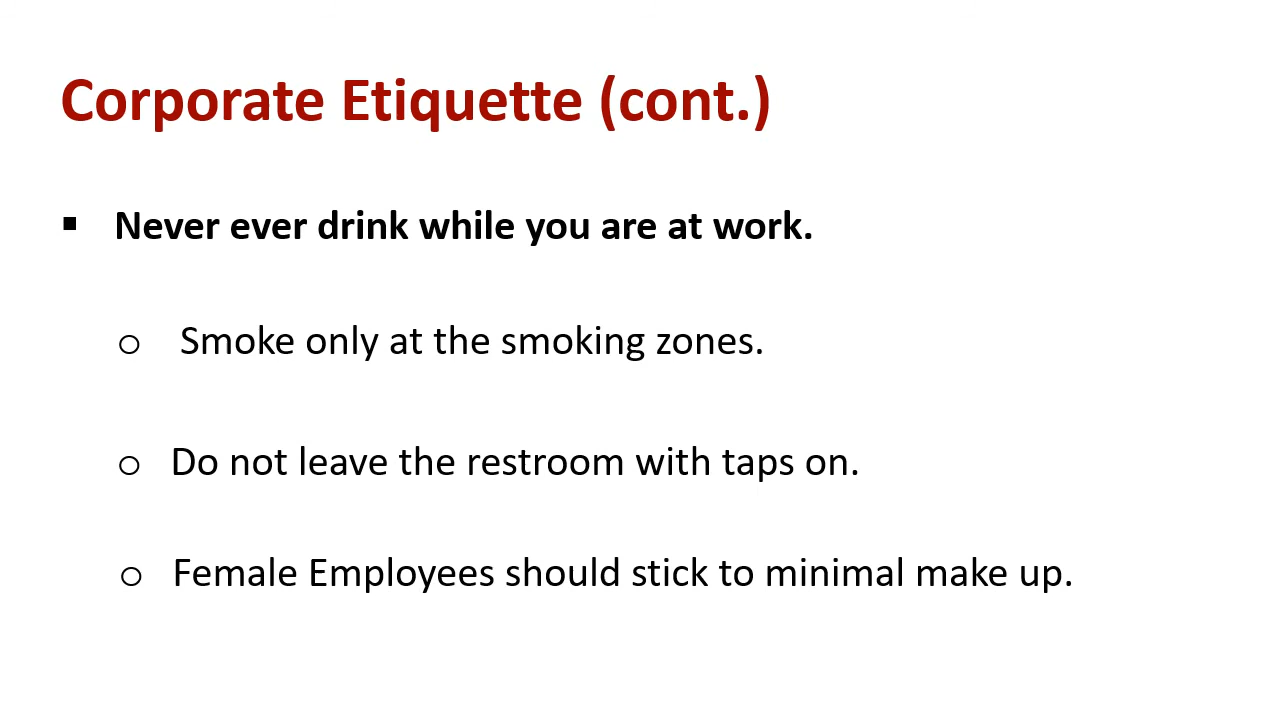 Corporate Etiquette (cont.)
▪ Never ever drink while you are at work.
o Smoke only at the smoking zones.
o Do not leave the restroom with taps on.
o Female Employees should stick to minimal make up.